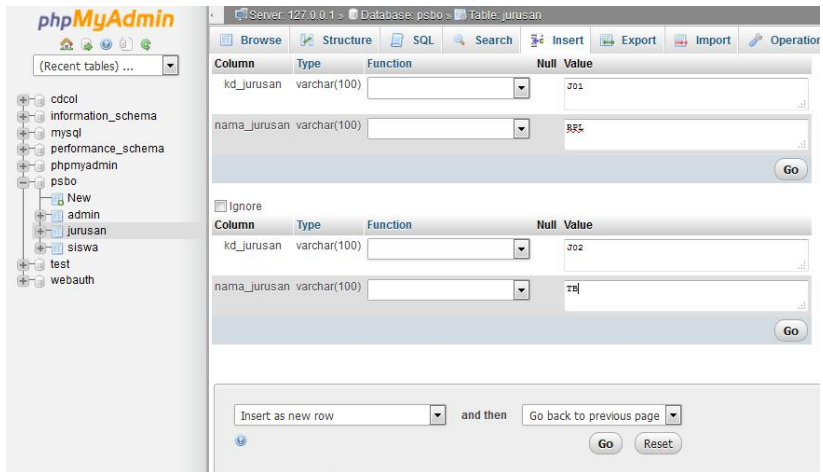 phpMyAdmin
(Recent tables) ...
cdcol
information_schema
mysql
performance_schema
phpmyadmin
psbo
New
admin
jurusan
siswa
test
webauth
Server: 127.0.0.1 » Database: psbo » Table: jurusan
Browse Structure SQL Search Insert Export Import Operation
Column Type Function Null Value
kd_jurusan varchar(100) J01
nama_jurusan varchar(100) RPL
Go
Ignore
Column Type Function Null Value
kd_jurusan varchar(100) J02
nama_jurusan varchar(100) TB
Go
Insert as new row and then Go back to previous page
Go Reset